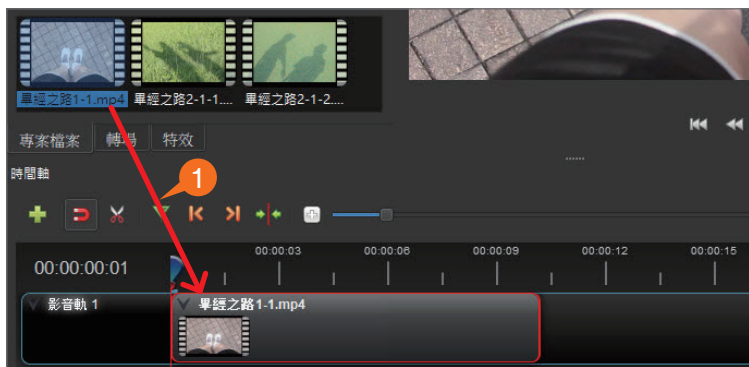 畢經之路1-1.mp4 畢經之路2-1-1.... 畢經之路2-1-2....
專案檔案 轉場 特效
時間軸
1
00:00:03 00:00:06 00:00:09 00:00:12 00:00:15
00:00:00:01
影音軌 1 畢經之路1-1.mp4